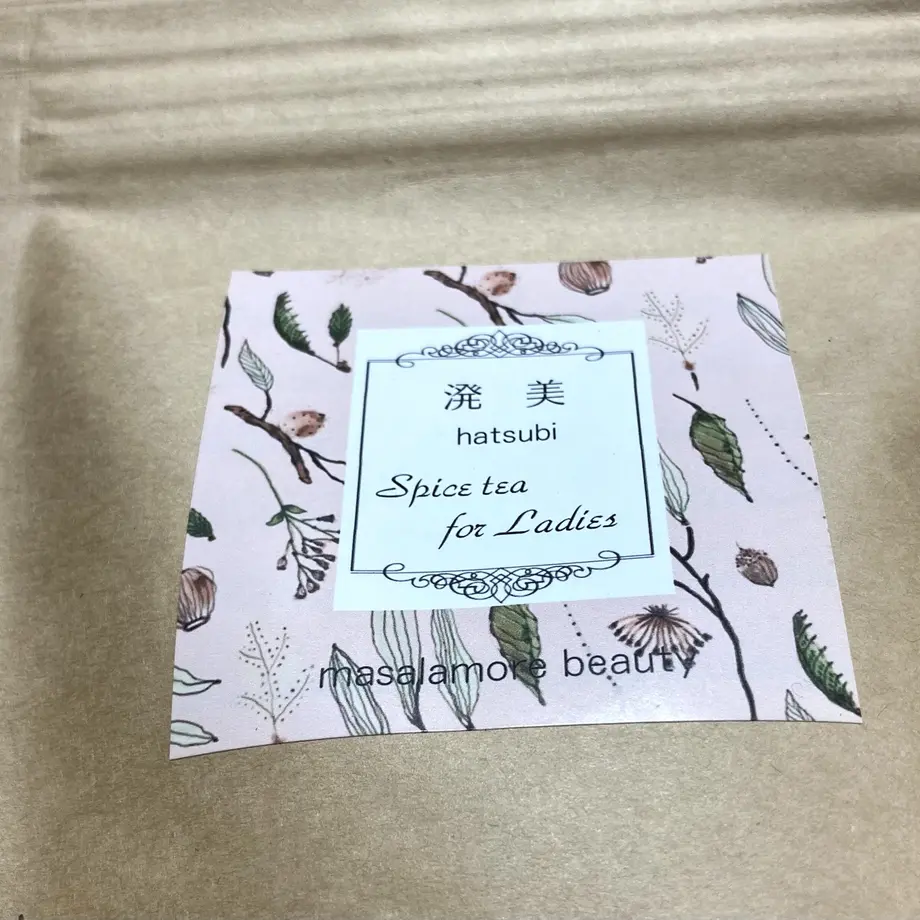 溌 美
hatsubi
Spice tea
for Ladies
masalamore beauty